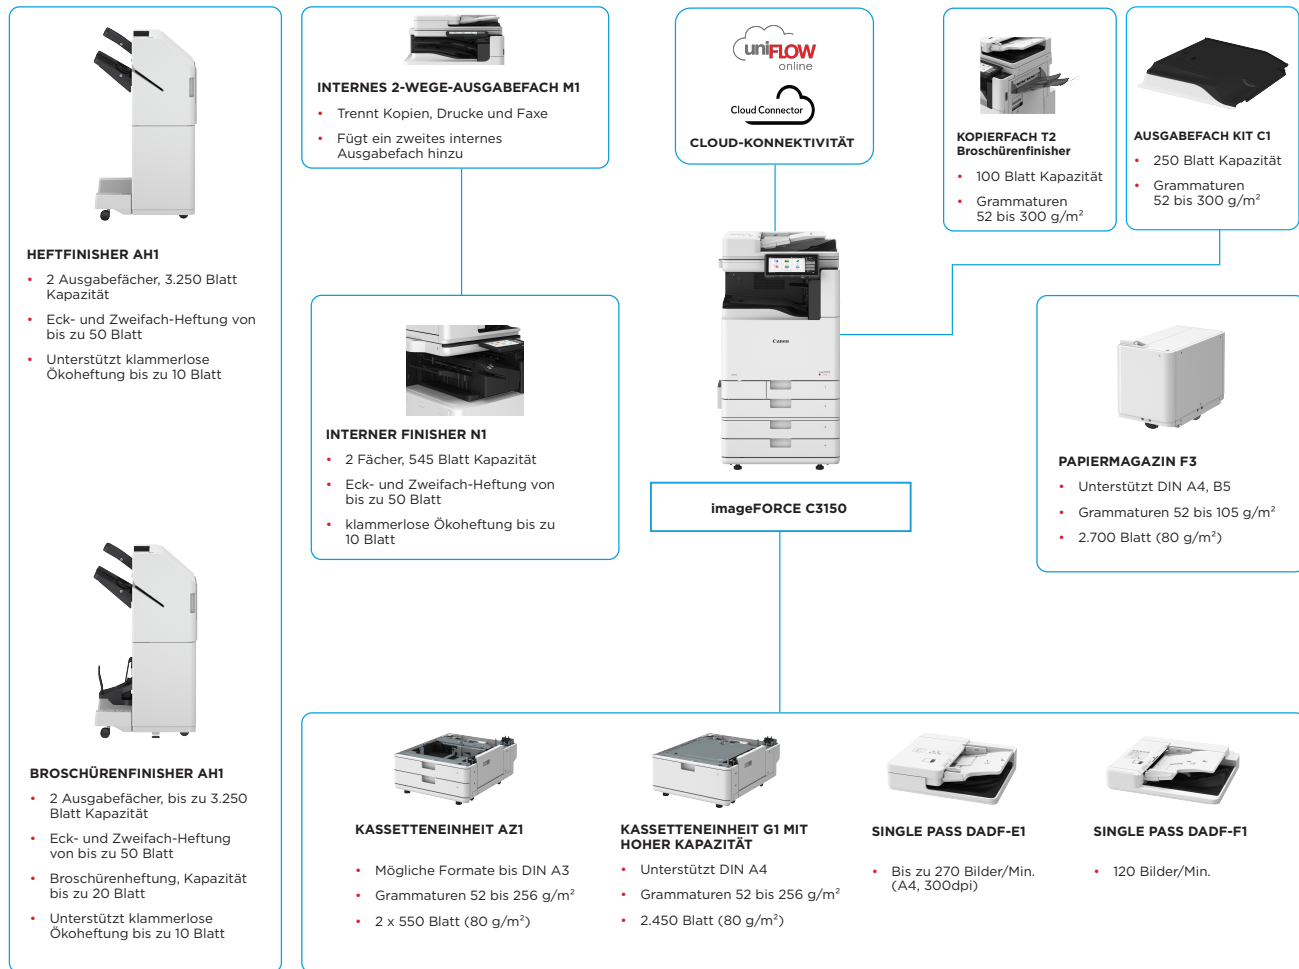 HEFTFINISHER AH1
• 2 Ausgabefächer, 3.250 Blatt
Kapazität
• Eck- und Zweifach-Heftung von
bis zu 50 Blatt
• Unterstützt klammerlose
Ökoheftung bis zu 10 Blatt
BROSCHÜRENFINISHER AH1
• 2 Ausgabefächer, bis zu 3.250
Blatt Kapazität
• Eck- und Zweifach-Heftung
von bis zu 50 Blatt
• Broschürenheftung, Kapazität
bis zu 20 Blatt
• Unterstützt klammerlose
Ökoheftung bis zu 10 Blatt
INTERNES 2-WEGE-AUSGABEFACH M1
• Trennt Kopien, Drucke und Faxe
• Fügt ein zweites internes
Ausgabefach hinzu
INTERNER FINISHER N1
• 2 Fächer, 545 Blatt Kapazität
• Eck- und Zweifach-Heftung von
bis zu 50 Blatt
• klammerlose Ökoheftung bis zu
10 Blatt
uniFLOW
online
Cloud Connector
CLOUD-KONNEKTIVITÄT
Canon
imageFORCE C3150
KOPIERFACH T2
Broschürenfinisher
• 100 Blatt Kapazität
• Grammaturen
52 bis 300 g/m²
AUSGABEFACH KIT C1
• 250 Blatt Kapazität
• Grammaturen
52 bis 300 g/m²
PAPIERMAGAZIN F3
• Unterstützt DIN A4, B5
• Grammaturen 52 bis 105 g/m²
• 2.700 Blatt (80 g/m²)
KASSETTENEINHEIT AZ1
• Mögliche Formate bis DIN A3
• Grammaturen 52 bis 256 g/m²
• 2 x 550 Blatt (80 g/m²)
KASSETTENEINHEIT G1 MIT
HOHER KAPAZITÄT
• Unterstützt DIN A4
• Grammaturen 52 bis 256 g/m²
• 2.450 Blatt (80 g/m²)
SINGLE PASS DADF-E1
• Bis zu 270 Bilder/Min.
(A4, 300dpi)
SINGLE PASS DADF-F1
• 120 Bilder/Min.